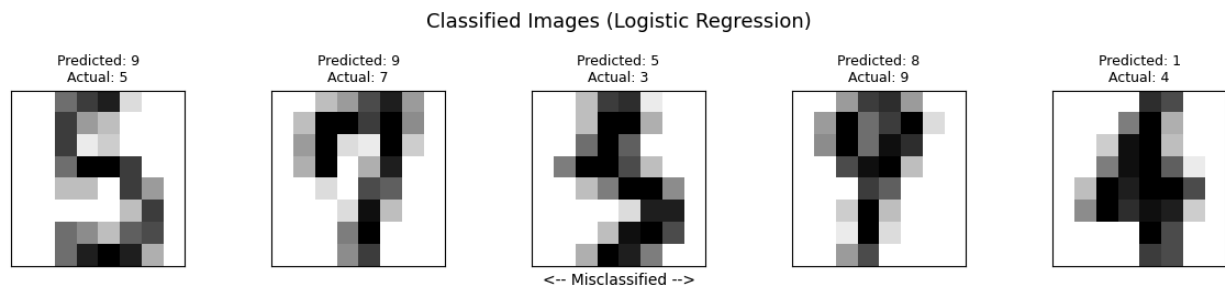 Classified Images (Logistic Regression)
Predicted: 9
Actual: 5
Predicted: 9
Actual: 7
Predicted: 5
Actual: 3
Predicted: 8
Actual: 9
Predicted: 1
Actual: 4
<-- Misclassified -->